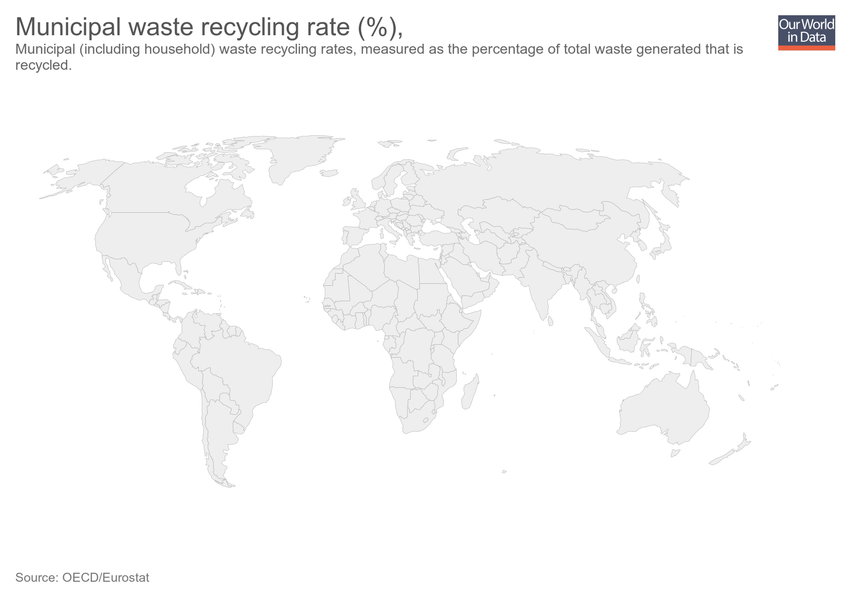 Municipal waste recycling rate (%),
Municipal (including household) waste recycling rates, measured as the percentage of total waste generated that is
recycled.
Our World
in Data
Source: OECD/Eurostat